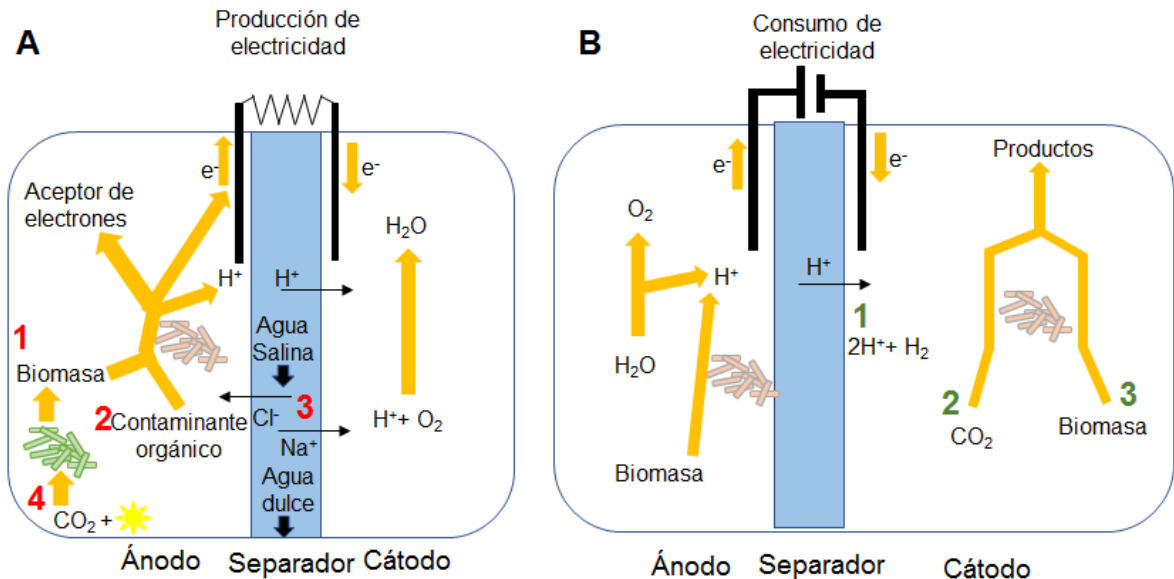 A
Producción de
electricidad
e-
e-
Aceptor de
electrones
H+
H+
H2O
1
Biomasa
2
Contaminante
orgánico
4
CO2 +
Agua
Salina
3
Cl-
Na+
Agua
dulce
H+ + O2
Ánodo
Separador
Cátodo
B
Consumo de
electricidad
e-
e-
O2
H+
H2O
Biomasa
H+
1
2H+ + H2
Productos
2
CO2
3
Biomasa
Ánodo
Separador
Cátodo